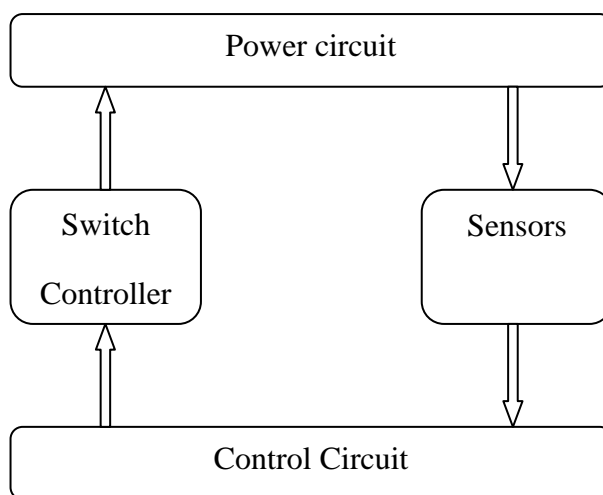 Power circuit
Switch
Controller
Sensors
Control Circuit